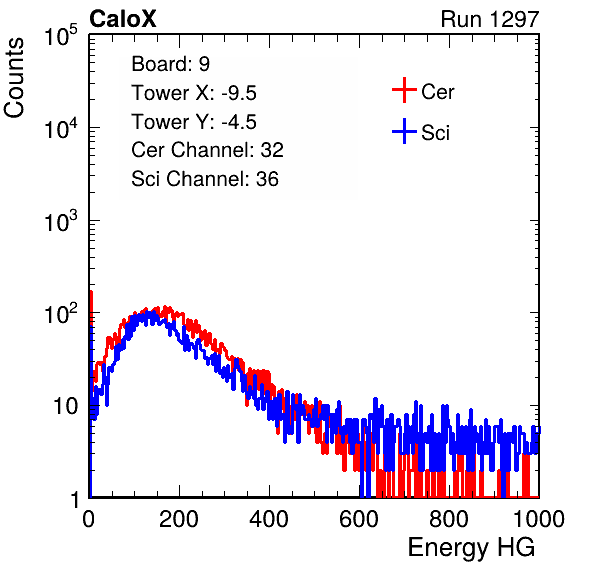 CaloX Run 1297
Counts
10^5
10^4
10^3
10^2
10
1
Board: 9
Tower X: -9.5
Tower Y: -4.5
Cer Channel: 32
Sci Channel: 36
Cer
Sci
0 200 400 600 800 1000
Energy HG